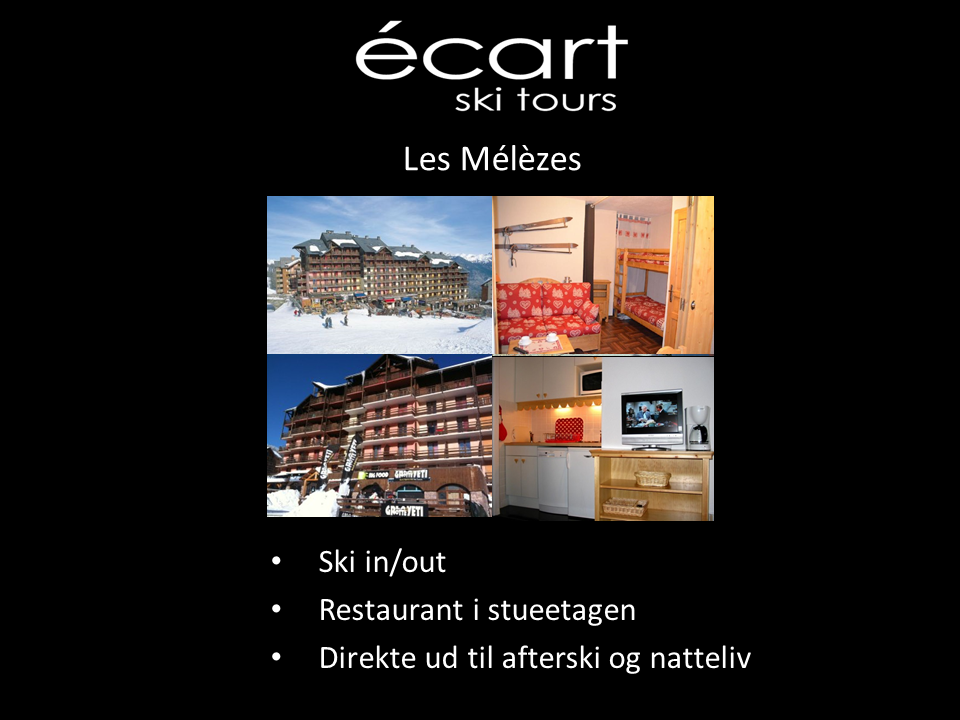 écart
ski tours
Les Mélèzes
• Ski in/out
• Restaurant i stueetagen
• Direkte ud til afterski og natteliv